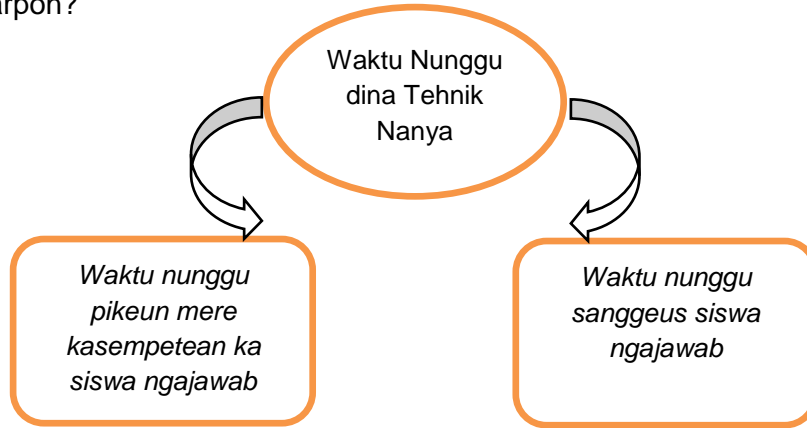 Waktu Nunggu
dina Tehnik
Nanya
Waktu nunggu
pikeun mere
kasempetean ka
siswa ngajawab
Waktu nunggu
sanggeus siswa
ngajawab